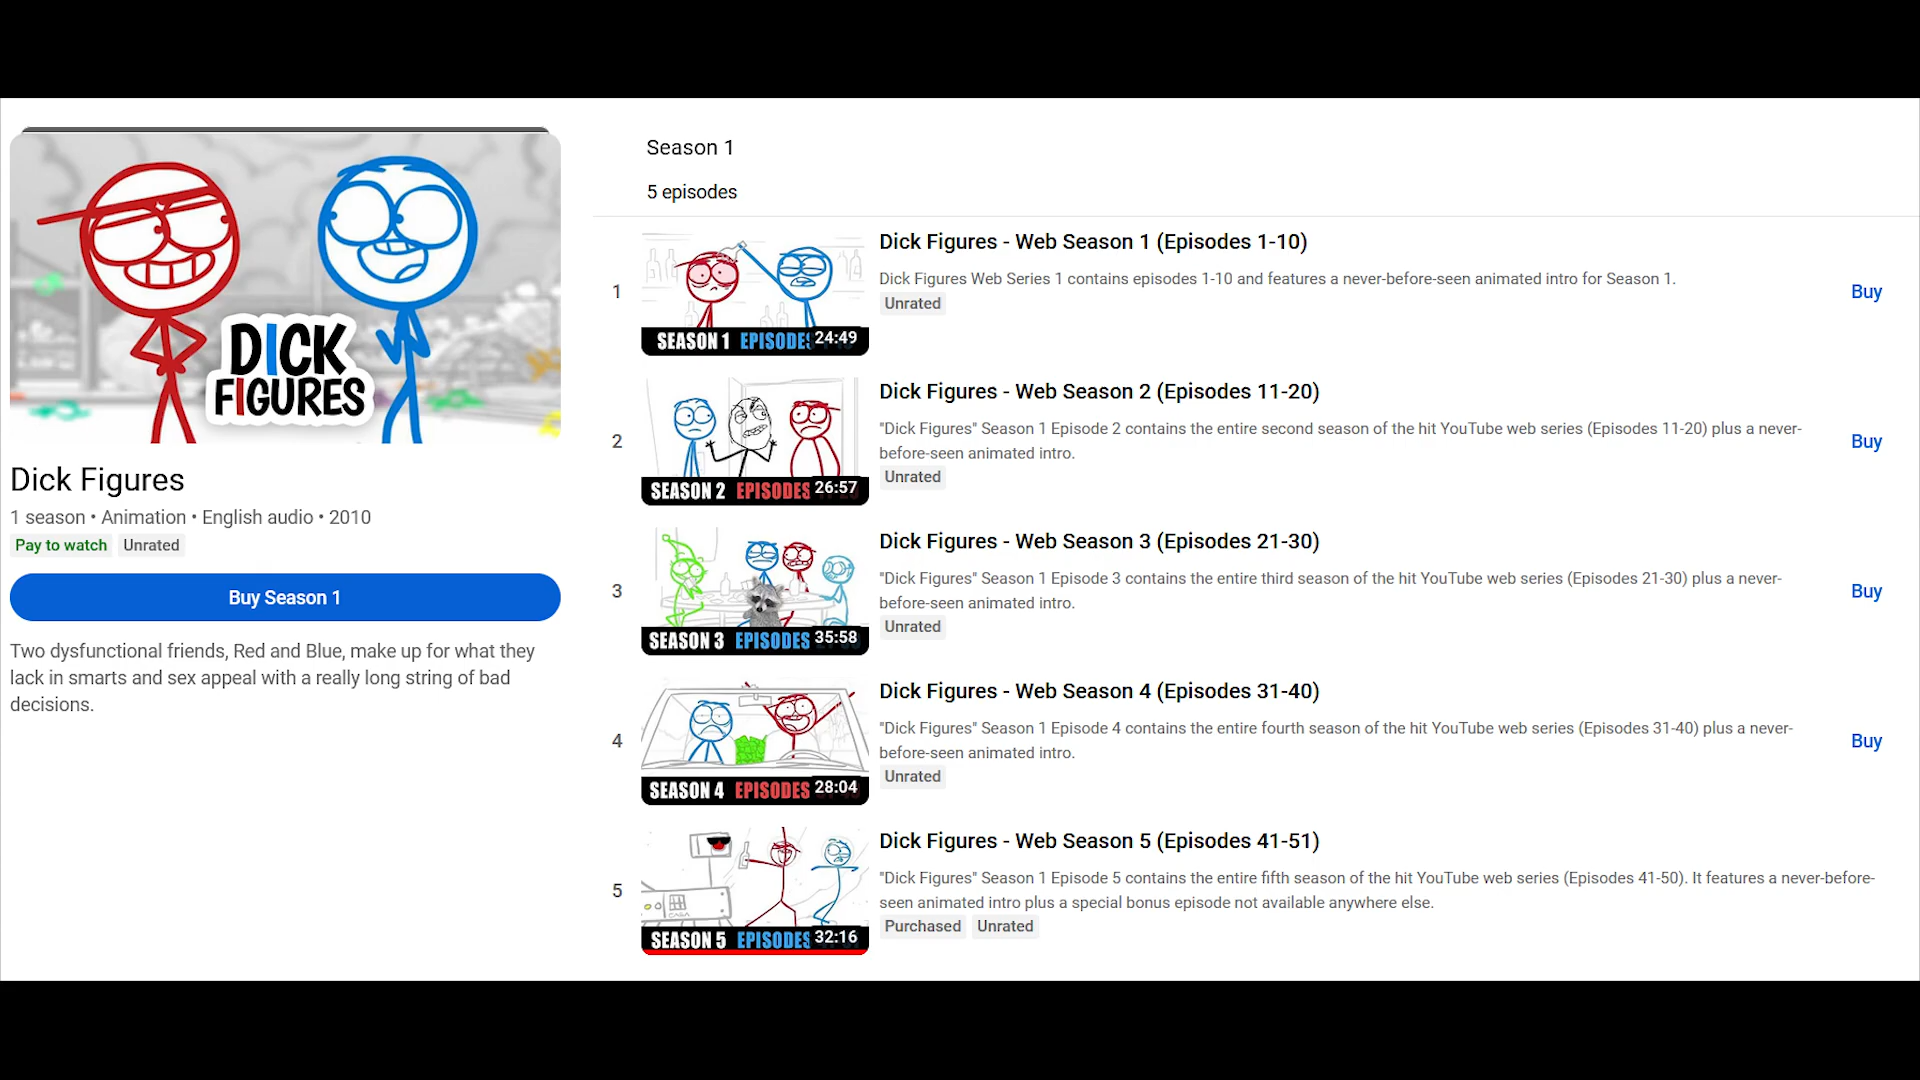 DICK
FIGURES
Dick Figures
1 season • Animation • English audio • 2010
Pay to watch Unrated
Buy Season 1
Two dysfunctional friends, Red and Blue, make up for what they
lack in smarts and sex appeal with a really long string of bad
decisions.
Season 1
5 episodes
1
SEASON 1 EPISODES 24:49
Dick Figures - Web Season 1 (Episodes 1-10)
Dick Figures Web Series 1 contains episodes 1-10 and features a never-before-seen animated intro for Season 1.
Unrated
Buy
2
SEASON 2 EPISODES 26:57
Dick Figures - Web Season 2 (Episodes 11-20)
"Dick Figures" Season 1 Episode 2 contains the entire second season of the hit YouTube web series (Episodes 11-20) plus a never-
before-seen animated intro.
Unrated
Buy
3
SEASON 3 EPISODES 35:58
Dick Figures - Web Season 3 (Episodes 21-30)
"Dick Figures" Season 1 Episode 3 contains the entire third season of the hit YouTube web series (Episodes 21-30) plus a never-
before-seen animated intro.
Unrated
Buy
4
SEASON 4 EPISODES 28:04
Dick Figures - Web Season 4 (Episodes 31-40)
"Dick Figures" Season 1 Episode 4 contains the entire fourth season of the hit YouTube web series (Episodes 31-40) plus a never-
before-seen animated intro.
Unrated
Buy
5
SEASON 5 EPISODES 32:16
Dick Figures - Web Season 5 (Episodes 41-51)
"Dick Figures" Season 1 Episode 5 contains the entire fifth season of the hit YouTube web series (Episodes 41-50). It features a never-before-
seen animated intro plus a special bonus episode not available anywhere else.
Purchased Unrated